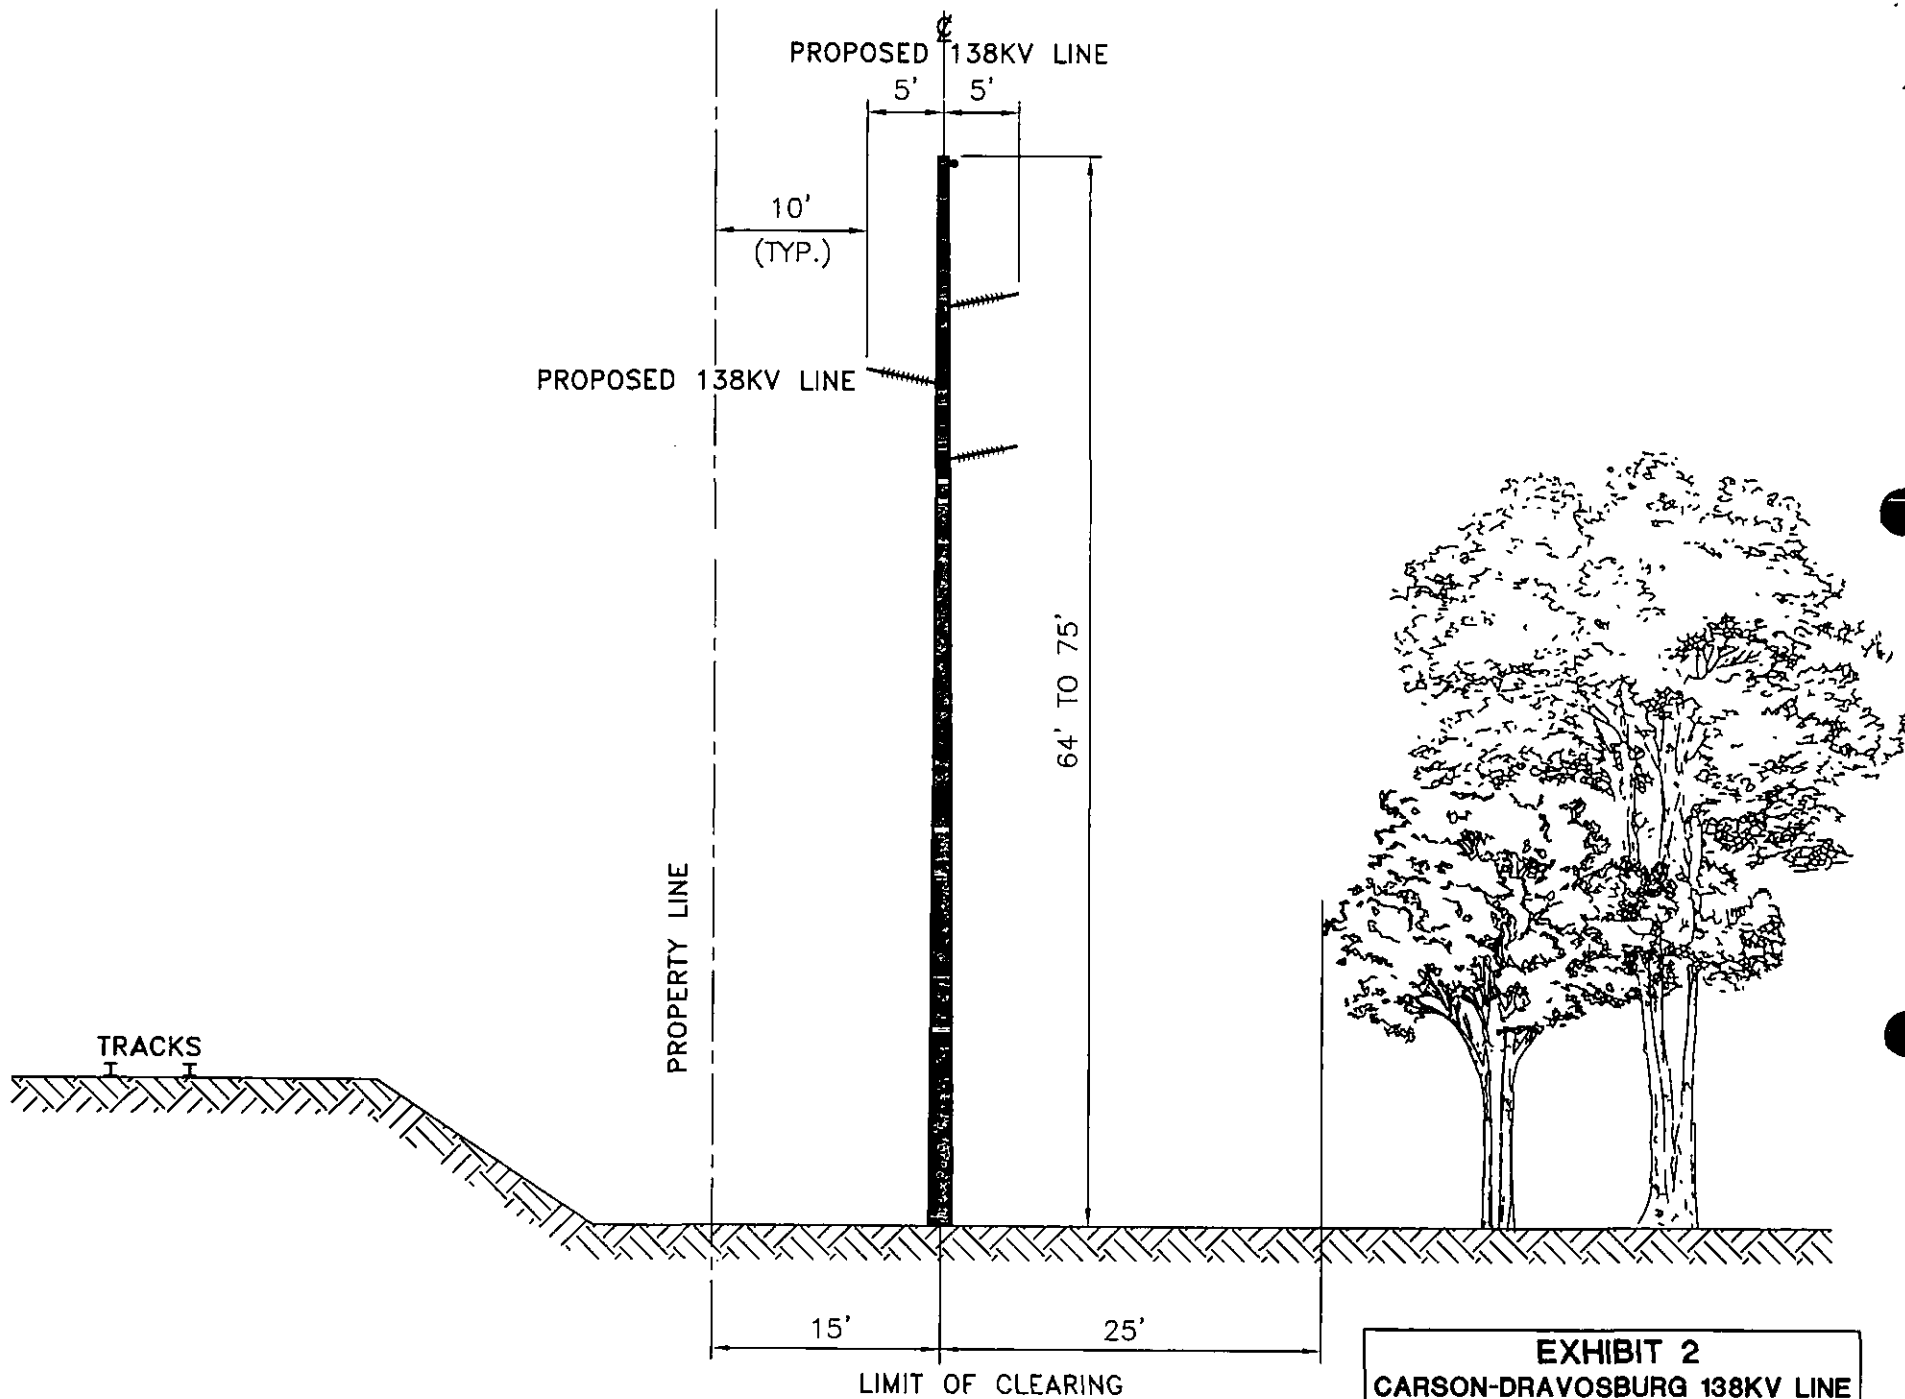 ℄
PROPOSED 138KV LINE
5' 5'
10'
(TYP.)
PROPOSED 138KV LINE
64' TO 75'
PROPERTY LINE
TRACKS
15' 25'
LIMIT OF CLEARING
EXHIBIT 2
CARSON-DRAVOSBURG 138KV LINE